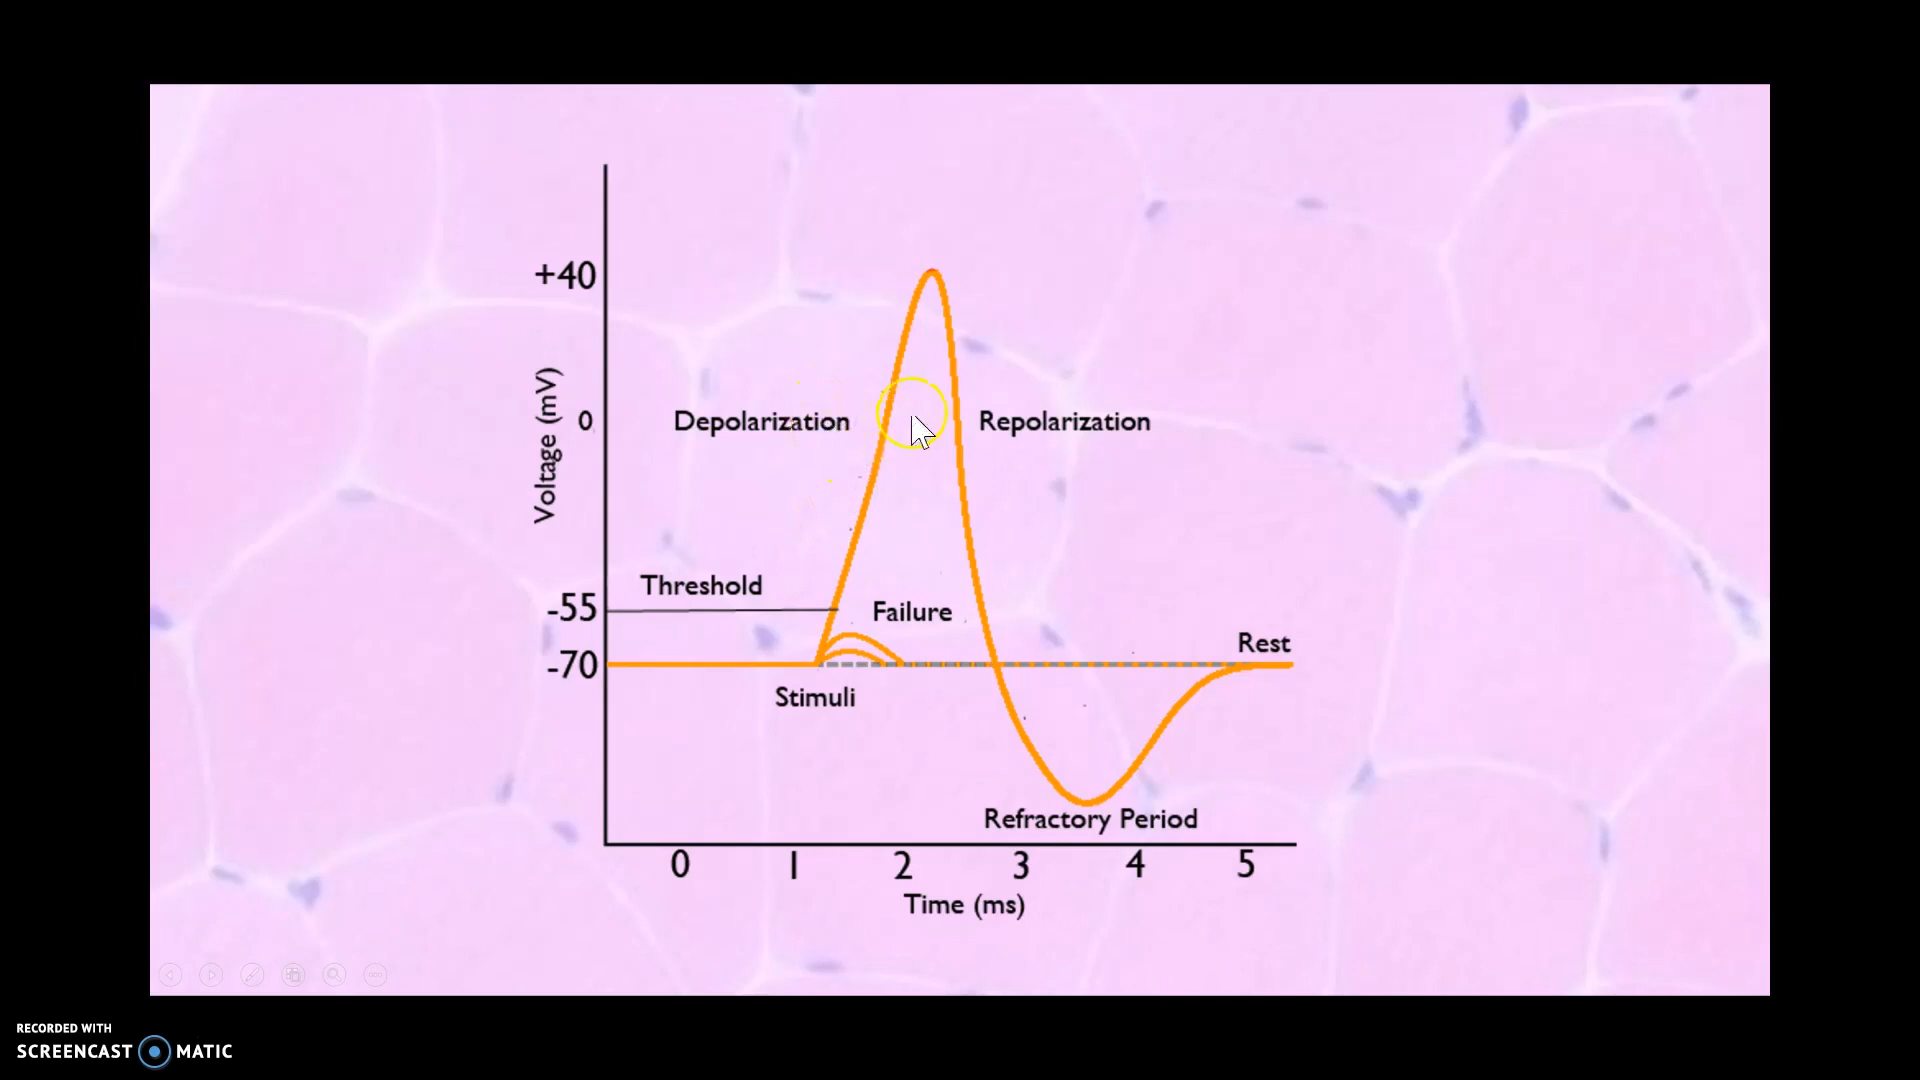 +40
Voltage (mV)
0
Depolarization
Repolarization
Threshold
-55
Failure
Rest
-70
Stimuli
Refractory Period
0 1 2 3 4 5
Time (ms)
RECORDED WITH
SCREENCAST MATIC